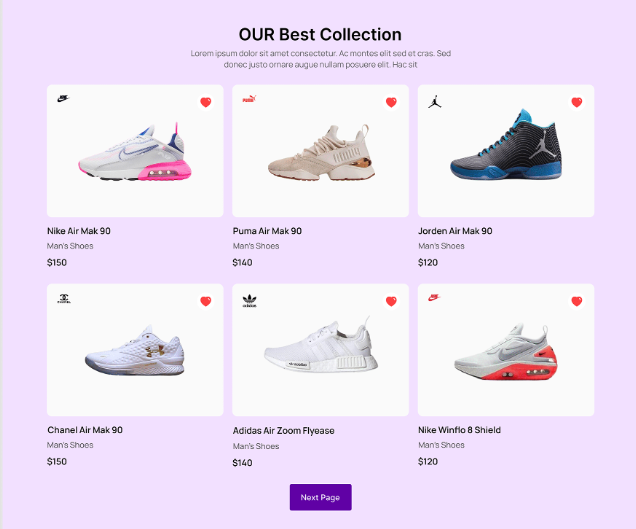 OUR Best Collection
Lorem ipsum dolor sit amet consectetur. Ac montes elit sed et cras. Sed
donec justo ornare augue nullam posuere elit. Hac sit
PUMA
Nike Air Mak 90
Puma Air Mak 90
Jorden Air Mak 90
Man's Shoes
Man's Shoes
Man's Shoes
$150
$140
$120
CHANEL
adidas
Chanel Air Mak 90
Adidas Air Zoom Flyease
Nike Winflo 8 Shield
Man's Shoes
Man's Shoes
Man's Shoes
$150
$140
$120
Next Page